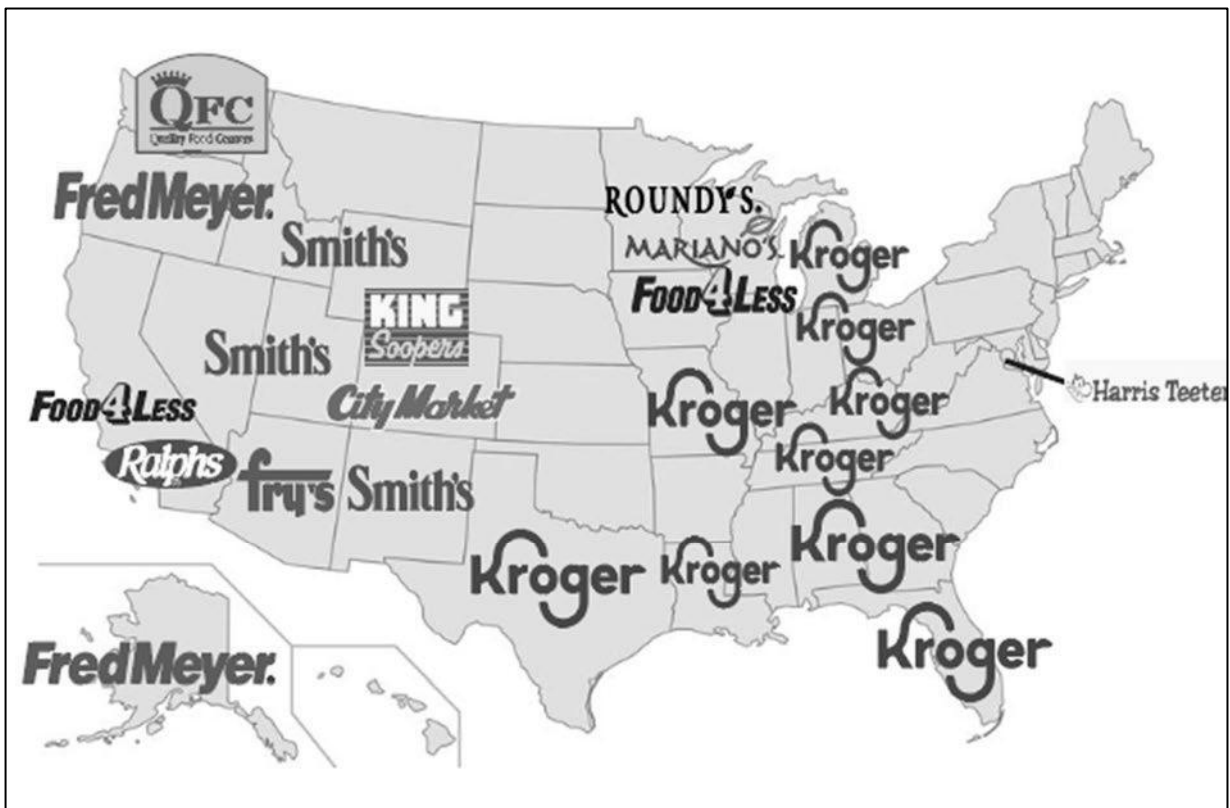 QFC
Quality Food Centers
FredMeyer.
ROUNDY'S.
Smith's
MARIANO'S
Kroger
KING
Soopers
FOOD4LESS
Kroger
Smith's
Harris Teeter
FOOD4LESS
City Market
Kroger
Kroger
Ralphs
fry's
Smith's
Kroger
Kroger
Kroger
Kroger
FredMeyer.
Kroger